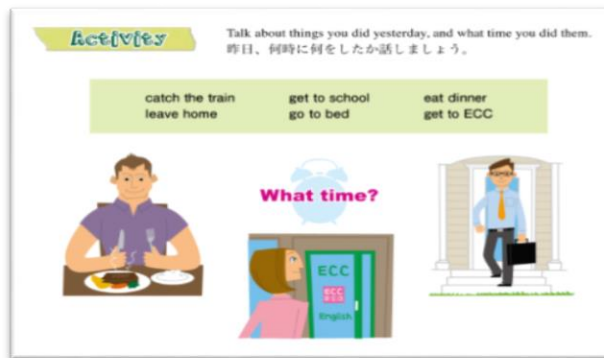 Activity
Talk about things you did yesterday, and what time you did them.
昨日、何時に何をしたか話しましょう。
catch the train get to school eat dinner
leave home go to bed get to ECC
What time?
ECC
ECC
English